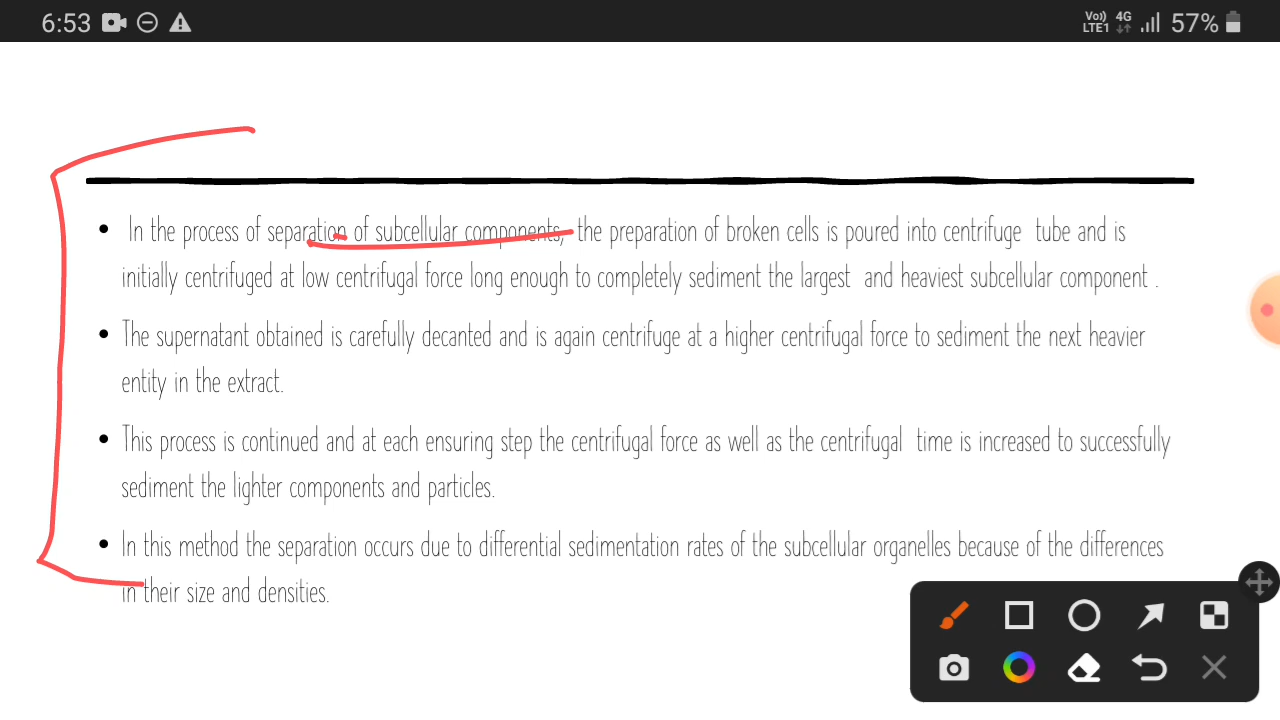 6:53
Vo)) 4G
LTE1
57%
• In the process of separation of subcellular components, the preparation of broken cells is poured into centrifuge tube and is
initially centrifuged at low centrifugal force long enough to completely sediment the largest and heaviest subcellular component .
• The supernatant obtained is carefully decanted and is again centrifuge at a higher centrifugal force to sediment the next heavier
entity in the extract.
• This process is continued and at each ensuring step the centrifugal force as well as the centrifugal time is increased to successfully
sediment the lighter components and particles.
• In this method the separation occurs due to differential sedimentation rates of the subcellular organelles because of the differences
in their size and densities.